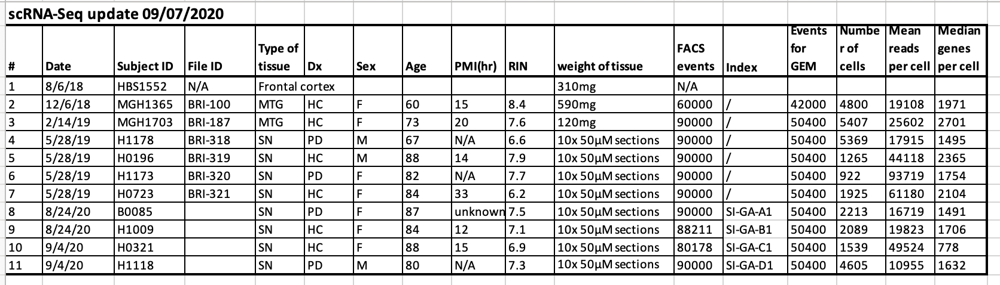 scRNA-Seq update 09/07/2020
# Date Subject ID File ID Type of tissue Dx Sex Age PMI(hr) RIN weight of tissue FACS events Index Events for GEM Number of cells Mean reads per cell Median genes per cell
1 8/6/18 HBS1552 N/A Frontal cortex 310mg N/A
2 12/6/18 MGH1365 BRI-100 MTG HC F 60 15 8.4 590mg 60000 / 42000 4800 19108 1971
3 2/14/19 MGH1703 BRI-187 MTG HC F 73 20 7.6 120mg 90000 / 50400 5407 25602 2701
4 5/28/19 H1178 BRI-318 SN PD M 67 N/A 6.6 10x 50µM sections 90000 / 50400 5369 17915 1495
5 5/28/19 H0196 BRI-319 SN HC M 88 14 7.9 10x 50µM sections 90000 / 50400 1265 44118 2365
6 5/28/19 H1173 BRI-320 SN PD F 82 N/A 7.7 10x 50µM sections 90000 / 50400 922 93719 1754
7 5/28/19 H0723 BRI-321 SN HC F 84 33 6.2 10x 50µM sections 90000 / 50400 1925 61180 2104
8 8/24/20 B0085 SN PD F 87 unknown 7.5 10x 50µM sections 90000 SI-GA-A1 50400 2213 16719 1491
9 8/24/20 H1009 SN HC F 84 12 7.1 10x 50µM sections 88211 SI-GA-B1 50400 2089 19823 1706
10 9/4/20 H0321 SN HC F 88 15 6.9 10x 50µM sections 80178 SI-GA-C1 50400 1539 49524 778
11 9/4/20 H1118 SN PD M 80 N/A 7.3 10x 50µM sections 90000 SI-GA-D1 50400 4605 10955 1632